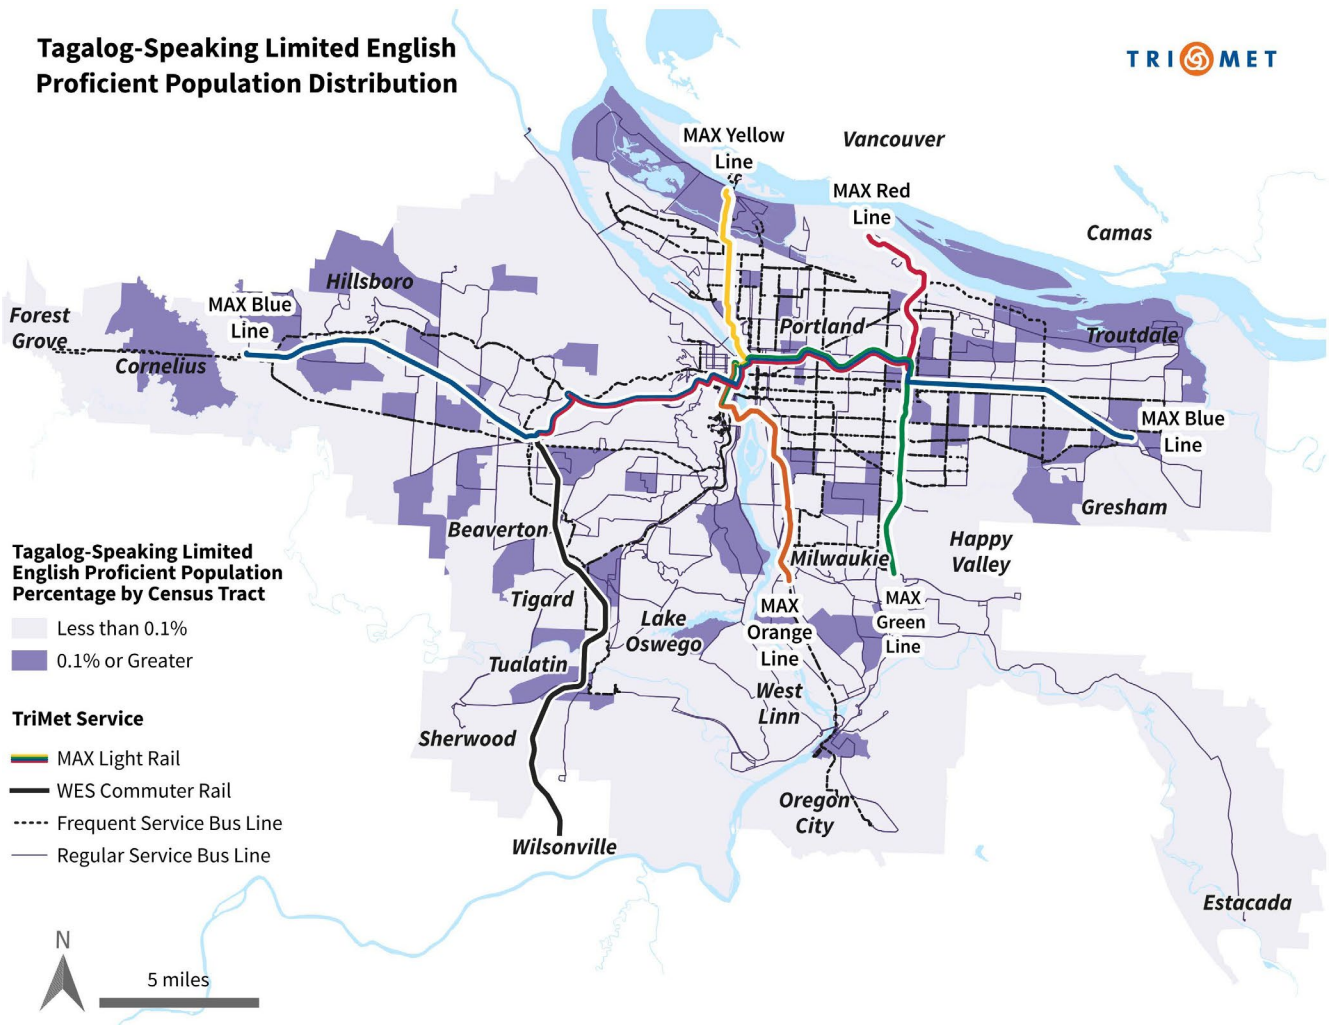 Tagalog-Speaking Limited English
Proficient Population Distribution
TRIMET
MAX Yellow
Line
Vancouver
MAX Red
Line
Camas
Hillsboro
MAX Blue
Line
Forest
Grove
Cornelius
Portland
Troutdale
MAX Blue
Line
Gresham
Beaverton
Happy
Valley
Milwaukie
Tigard
Lake
Oswego
MAX
Orange
Line
MAX
Green
Line
Tualatin
West
Linn
Sherwood
Oregon
City
Wilsonville
Estacada
Tagalog-Speaking Limited
English Proficient Population
Percentage by Census Tract
Less than 0.1%
0.1% or Greater
TriMet Service
MAX Light Rail
WES Commuter Rail
Frequent Service Bus Line
Regular Service Bus Line
N
5 miles